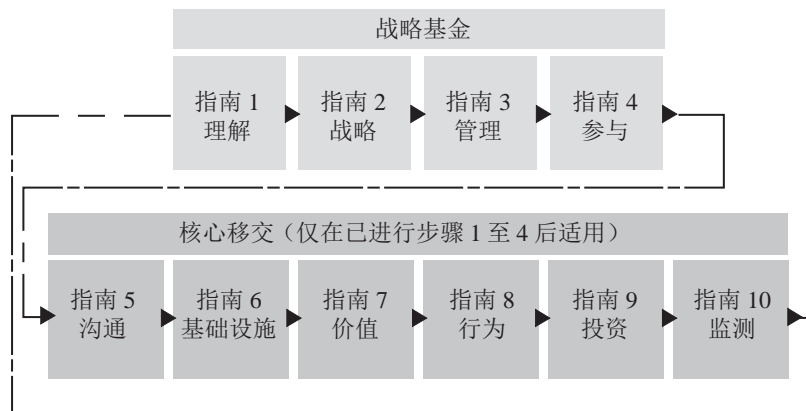 战略基金
指南 1
理解
指南 2
战略
指南 3
管理
指南 4
参与
核心移交（仅在已进行步骤 1 至 4 后适用）
指南 5
沟通
指南 6
基础设施
指南 7
价值
指南 8
行为
指南 9
投资
指南 10
监测